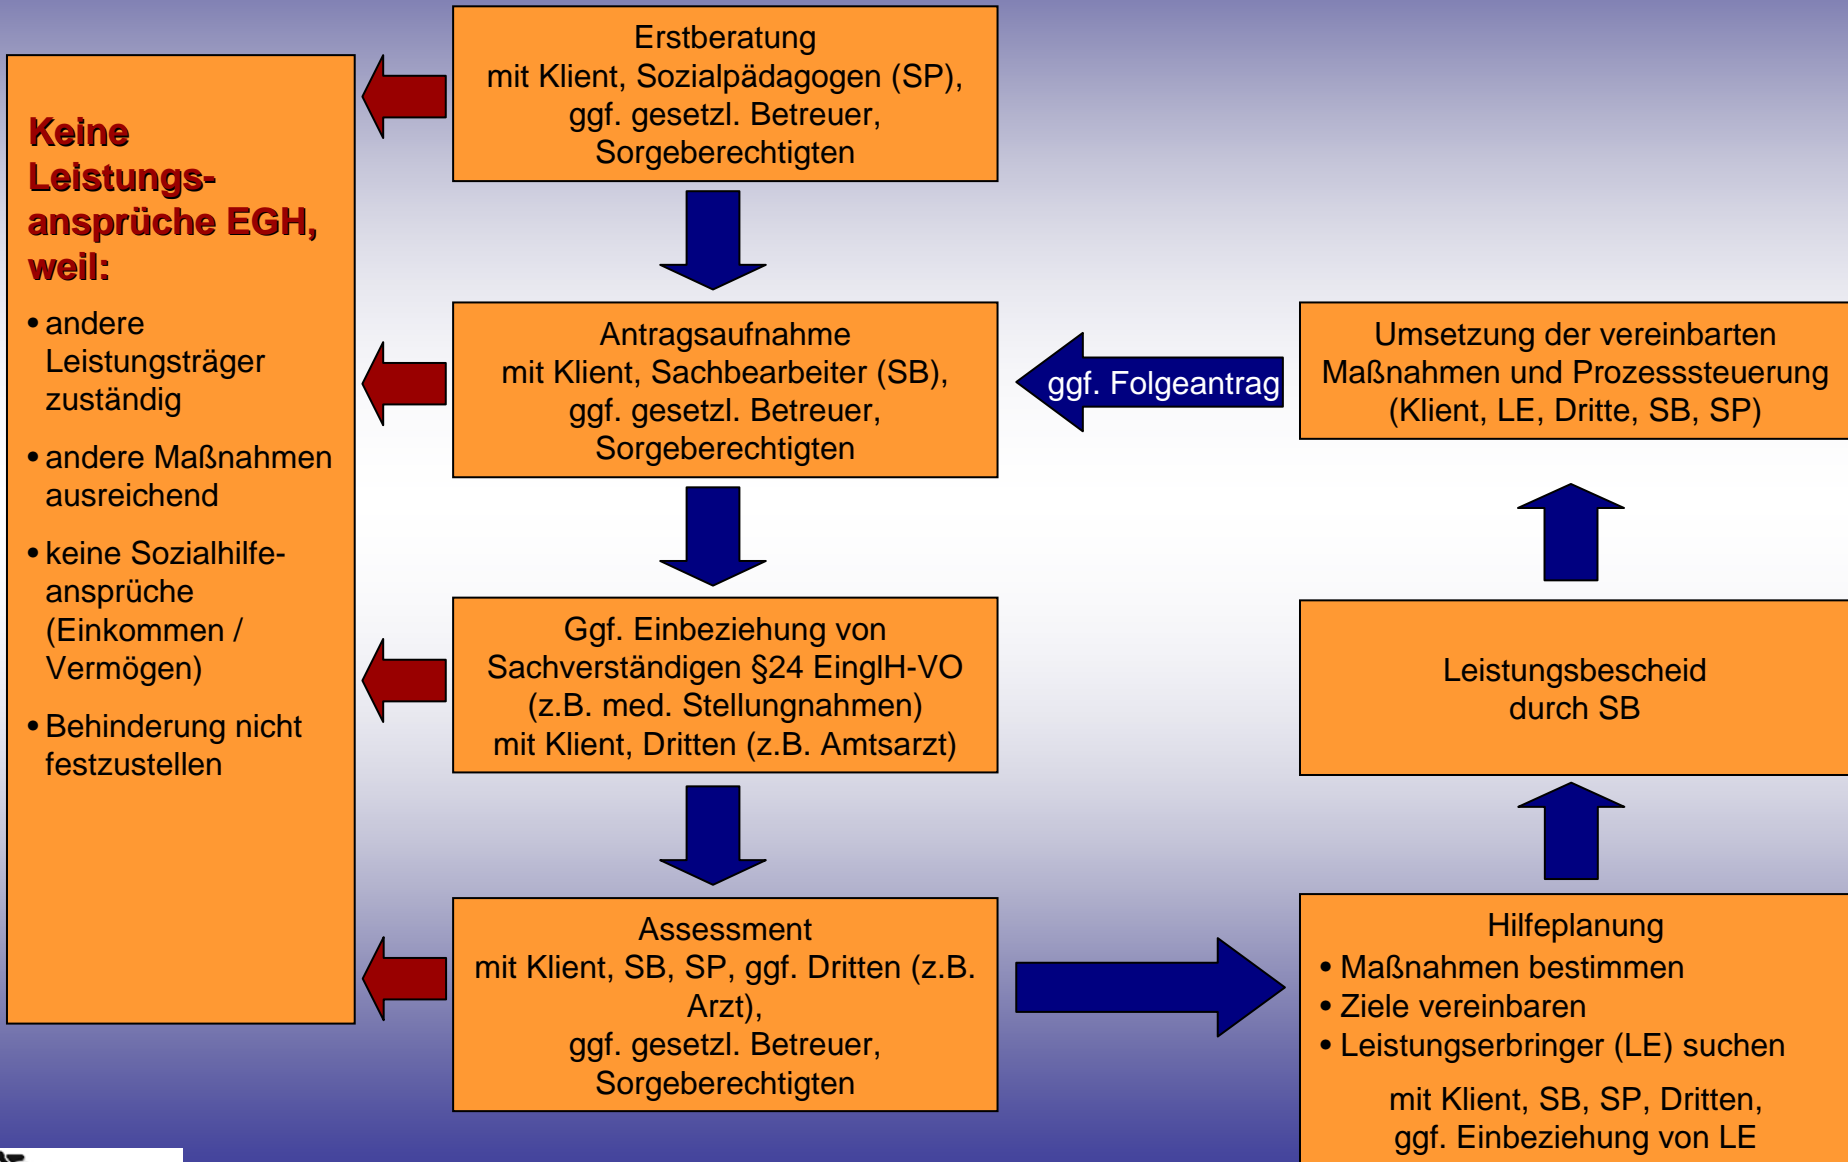 Erstberatung
mit Klient, Sozialpädagogen (SP),
ggf. gesetzl. Betreuer,
Sorgeberechtigten
Keine
Leistungs-
ansprüche EGH,
weil:
• andere
Leistungsträger
zuständig
• andere Maßnahmen
ausreichend
• keine Sozialhilfe-
ansprüche
(Einkommen /
Vermögen)
• Behinderung nicht
festzustellen
Antragsaufnahme
mit Klient, Sachbearbeiter (SB),
ggf. gesetzl. Betreuer,
Sorgeberechtigten
ggf. Folgeantrag
Umsetzung der vereinbarten
Maßnahmen und Prozesssteuerung
(Klient, LE, Dritte, SB, SP)
Ggf. Einbeziehung von
Sachverständigen §24 EinglH-VO
(z.B. med. Stellungnahmen)
mit Klient, Dritten (z.B. Amtsarzt)
Leistungsbescheid
durch SB
Assessment
mit Klient, SB, SP, ggf. Dritten (z.B.
Arzt),
ggf. gesetzl. Betreuer,
Sorgeberechtigten
Hilfeplanung
• Maßnahmen bestimmen
• Ziele vereinbaren
• Leistungserbringer (LE) suchen
mit Klient, SB, SP, Dritten,
ggf. Einbeziehung von LE